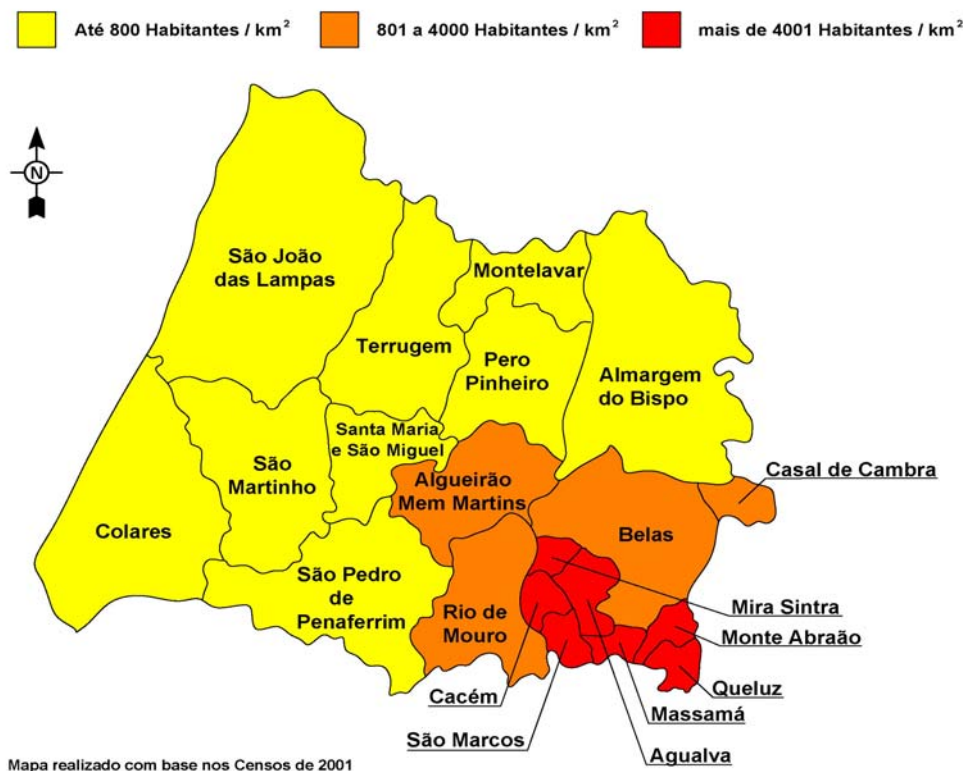 Até 800 Habitantes / km²
801 a 4000 Habitantes / km²
mais de 4001 Habitantes / km²
N
São João
das Lampas
Montelavar
Terrugem
Pero
Pinheiro
Almargem
do Bispo
Santa Maria
e São Miguel
São
Martinho
Algueirão
Mem Martins
Casal de Cambra
Colares
Belas
São Pedro
de
Penaferrim
Rio de
Mouro
Mira Sintra
Monte Abraão
Queluz
Cacém
Massamá
São Marcos
Agualva
Mapa realizado com base nos Censos de 2001